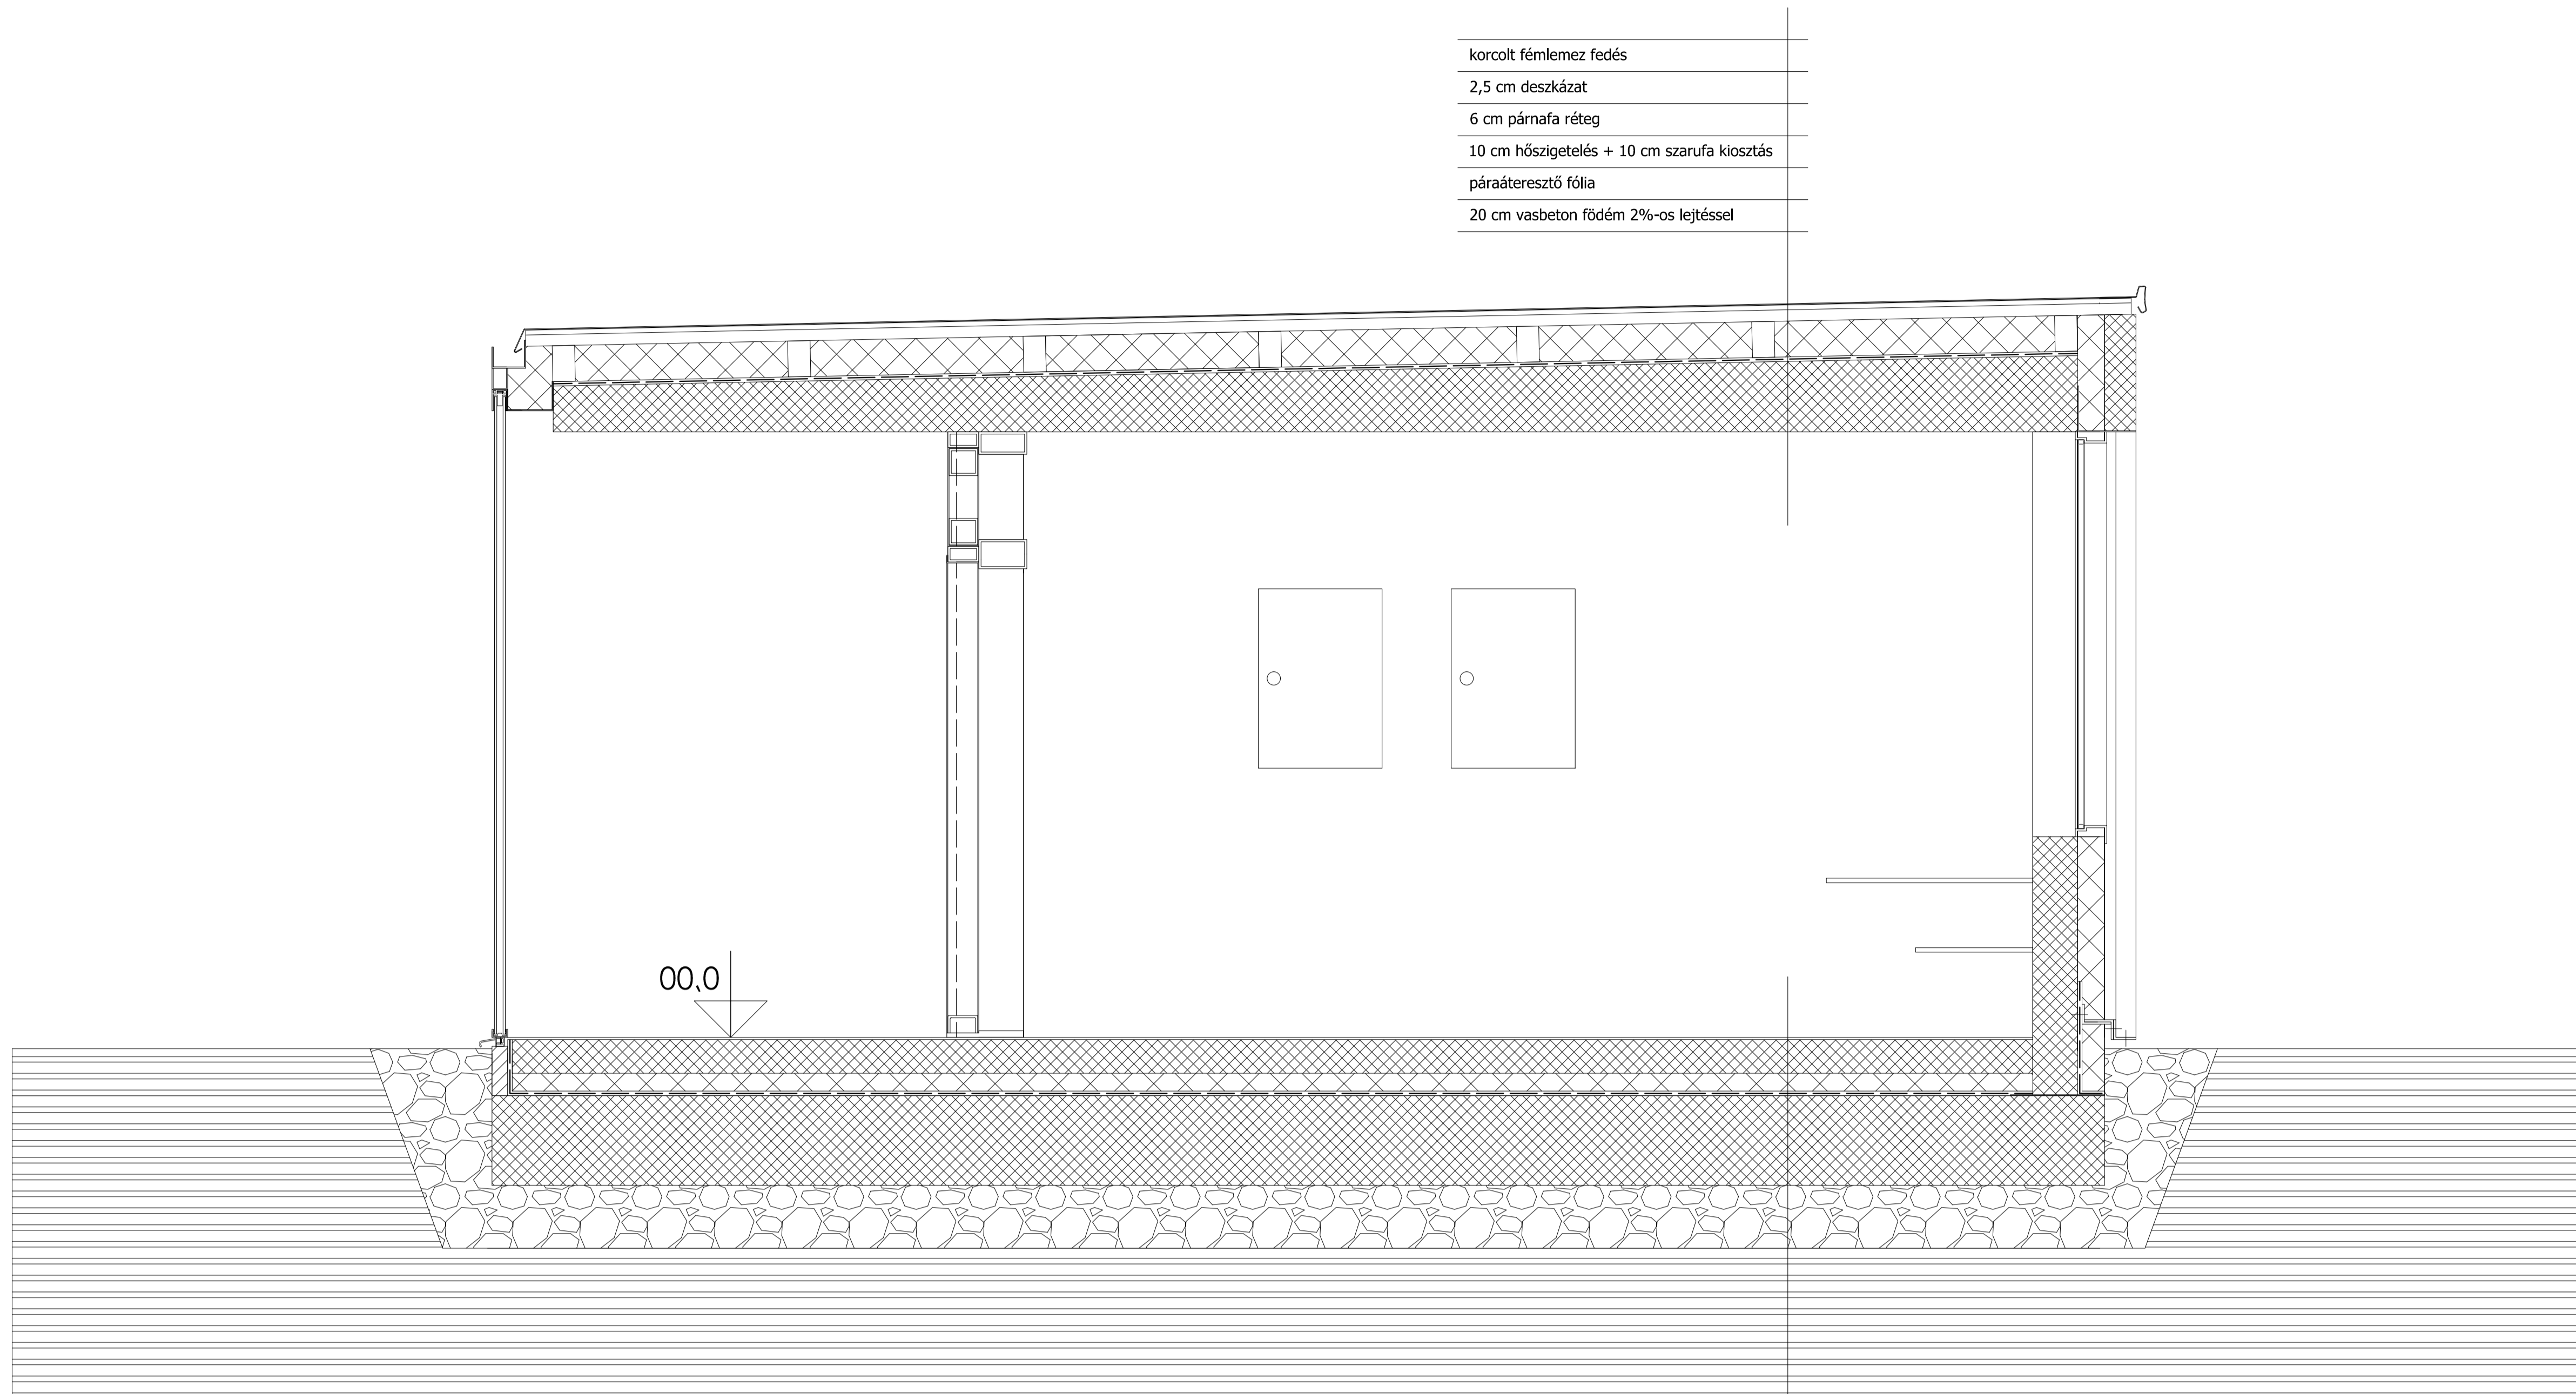 korcolt fémlemez fedés
2,5 cm deszkázat
6 cm párnafa réteg
10 cm hőszigetelés + 10 cm szarufa kiosztás
páraáteresztő fólia
20 cm vasbeton födém 2%-os lejtéssel
00,0